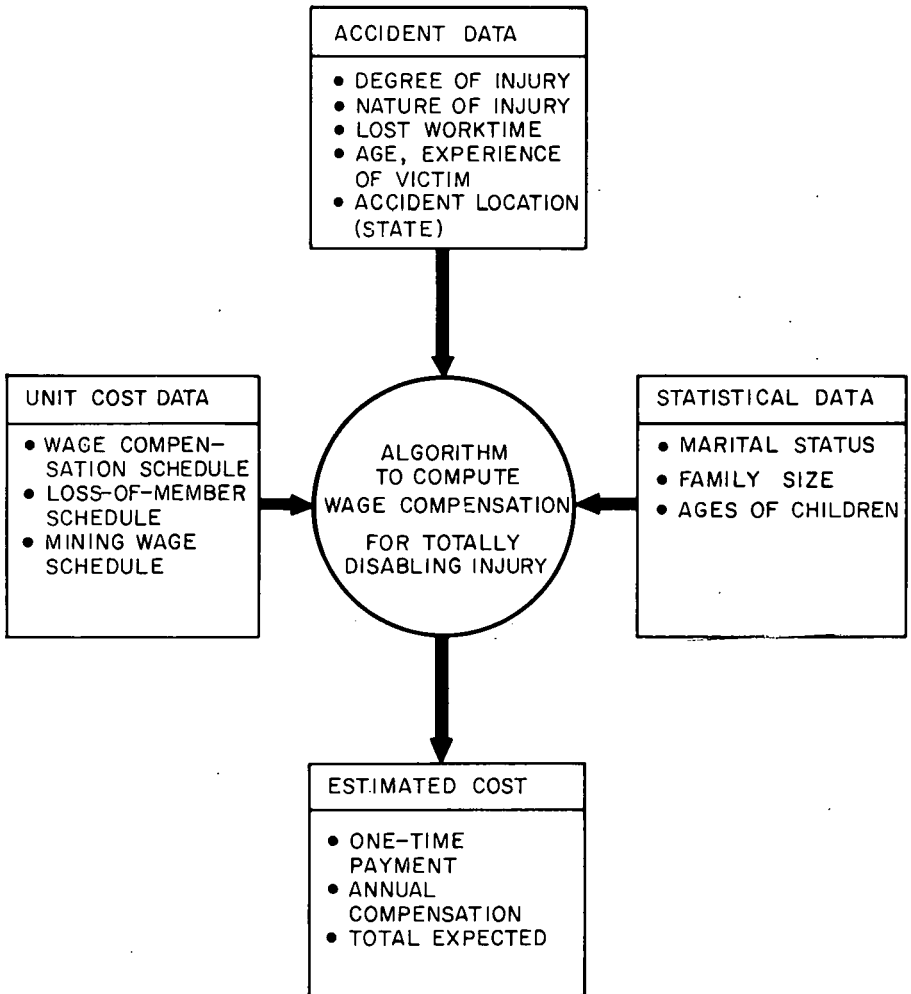 ACCIDENT DATA
● DEGREE OF INJURY
● NATURE OF INJURY
● LOST WORKTIME
● AGE, EXPERIENCE
OF VICTIM
● ACCIDENT LOCATION
(STATE)
UNIT COST DATA
● WAGE COMPEN-
SATION SCHEDULE
● LOSS-OF-MEMBER
SCHEDULE
● MINING WAGE
SCHEDULE
ALGORITHM
TO COMPUTE
WAGE COMPENSATION
FOR TOTALLY
DISABLING INJURY
STATISTICAL DATA
● MARITAL STATUS
● FAMILY SIZE
● AGES OF CHILDREN
ESTIMATED COST
● ONE-TIME
PAYMENT
● ANNUAL
COMPENSATION
● TOTAL EXPECTED